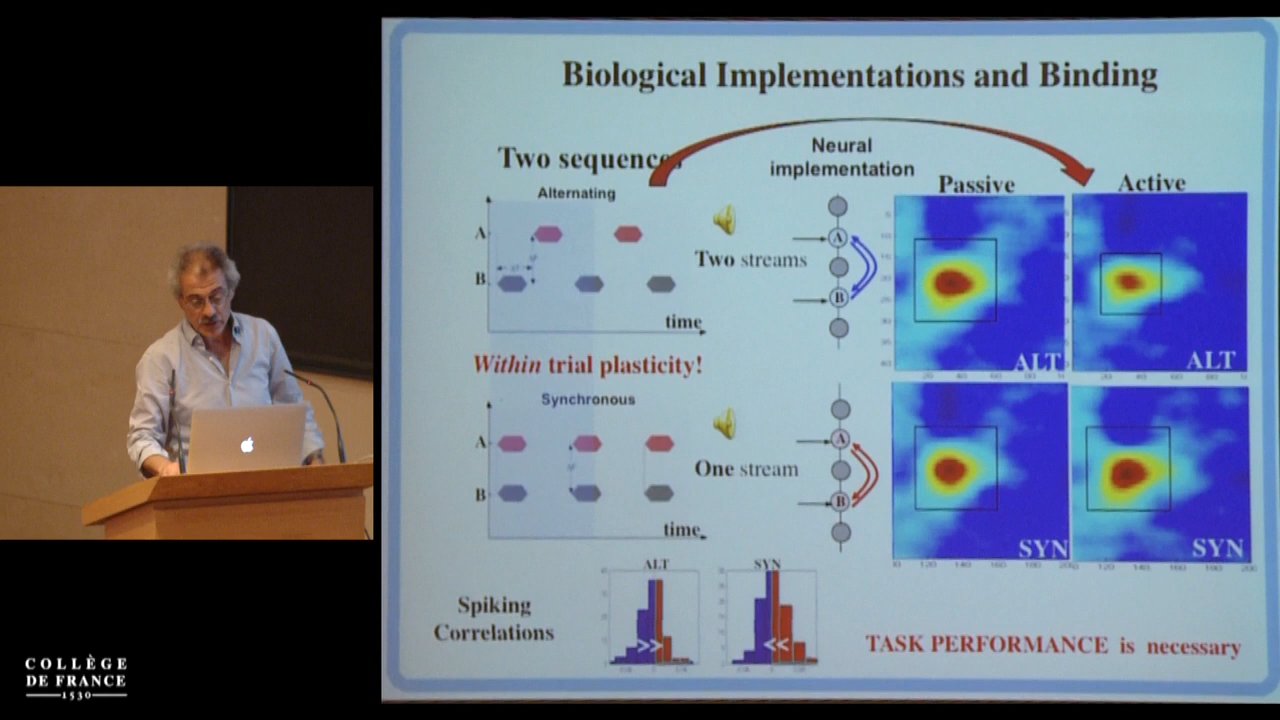 Biological Implementations and Binding
Two sequences
Alternating
A
B
time
Neural
implementation
Two streams
A
B
Passive
Active
ALT
ALT
Within trial plasticity!
Synchronous
A
B
time
One stream
A
B
SYN
SYN
Spiking
Correlations
ALT
>>
SYN
<<
TASK PERFORMANCE is necessary
COLLÈGE
DE FRANCE
1530